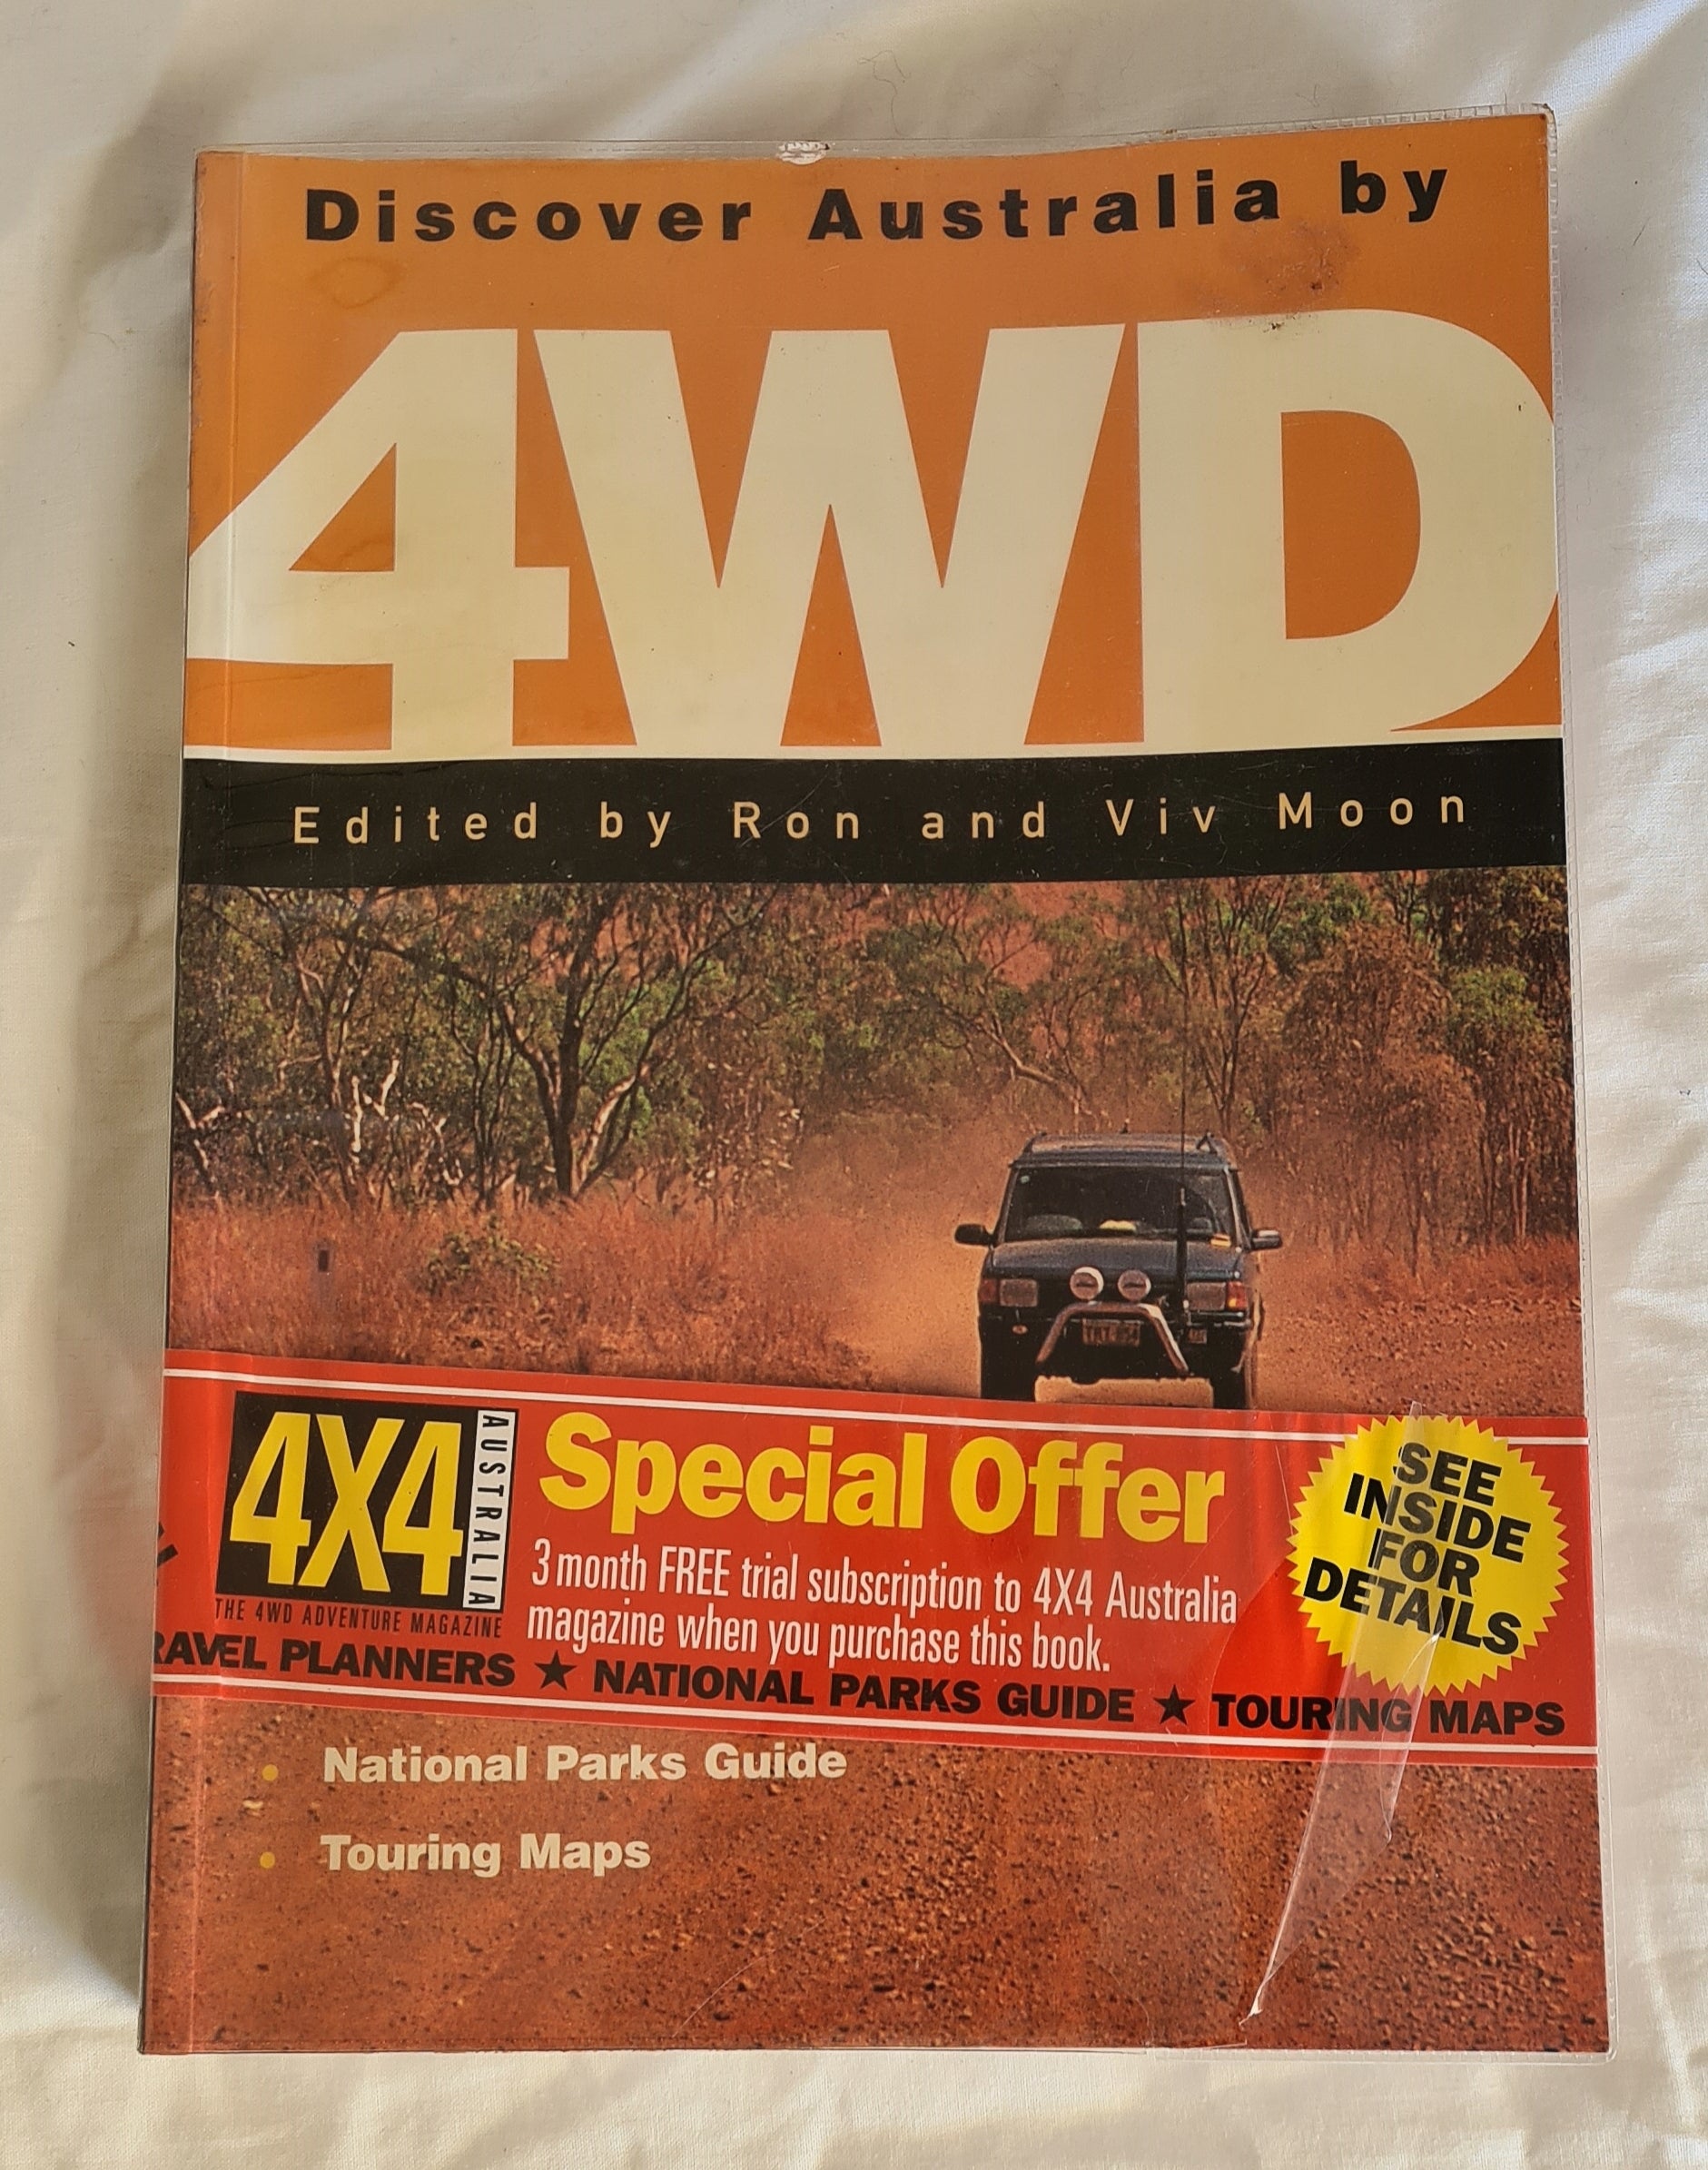 Discover Australia by
4WD
Edited by Ron and Viv Moon
4X4
AUSTRALIA
THE 4WD ADVENTURE MAGAZINE
Special Offer
3 month FREE trial subscription to 4X4 Australia
magazine when you purchase this book.
SEE
INSIDE
FOR
DETAILS
RAVEL PLANNERS ★ NATIONAL PARKS GUIDE ★ TOURING MAPS
• National Parks Guide
• Touring Maps